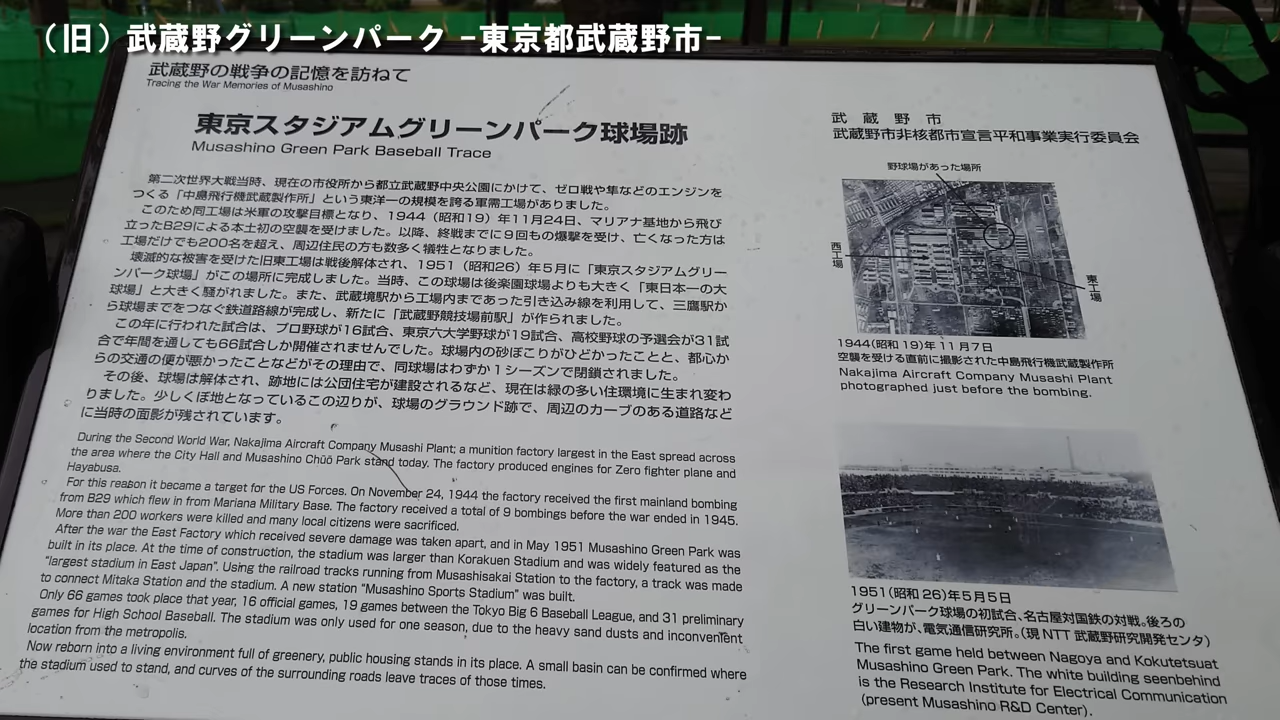 （旧）武蔵野グリーンパーク -東京都武蔵野市-
武蔵野の戦争の記憶を訪ねて
Tracing the War Memories of Musashino
東京スタジアムグリーンパーク球場跡
Musashino Green Park Baseball Trace
第二次世界大戦当時、現在の市役所から都立武蔵野中央公園にかけて、ゼロ戦や隼などのエンジンを
つくる「中島飛行機武蔵製作所」という東洋一の規模を誇る軍需工場がありました。
このため同工場は米軍の攻撃目標となり、1944（昭和19）年11月24日、マリアナ基地から飛び
立ったB29による本土初の空襲を受けました。以降、終戦までに９回もの爆撃を受け、亡くなった方は
工場だけでも200名を超え、周辺住民の方も数多く犠牲となりました。
壊滅的な被害を受けた旧東工場は戦後解体され、1951（昭和26）年５月に「東京スタジアムグリー
ンパーク球場」がこの場所に完成しました。当時、この球場は後楽園球場よりも大きく「東日本一の大
球場」と大きく騒がれました。また、武蔵境駅から工場内まであった引き込み線を利用して、三鷹駅か
ら球場までをつなぐ鉄道路線が完成し、新たに「武蔵野競技場前駅」が作られました。
この年に行われた試合は、プロ野球が16試合、東京六大学野球が19試合、高校野球の予選会が31試
合で年間を通しても66試合しか開催されませんでした。球場内の砂ぼこりがひどかったことと、都心か
らの交通の便が悪かったことなどがその理由で、同球場はわずか１シーズンで閉鎖されました。
その後、球場は解体され、跡地には公団住宅が建設されるなど、現在は緑の多い住環境に生まれ変わ
りました。少しくぼ地となっているこの辺りが、球場のグラウンド跡で、周辺のカーブのある道路など
に当時の面影が残されています。
During the Second World War, Nakajima Aircraft Company Musashi Plant; a munition factory largest in the East spread across
the area where the City Hall and Musashino Chūō Park stand today. The factory produced engines for Zero fighter plane and
Hayabusa.
For this reason it became a target for the US Forces. On November 24, 1944 the factory received the first mainland bombing
from B29 which flew in from Mariana Military Base. The factory received a total of 9 bombings before the war ended in 1945.
More than 200 workers were killed and many local citizens were sacrificed.
After the war the East Factory which received severe damage was taken apart, and in May 1951 Musashino Green Park was
built in its place. At the time of construction, the stadium was larger than Korakuen Stadium and was widely featured as the
"largest stadium in East Japan". Using the railroad tracks running from Musashisakai Station to the factory, a track was made
to connect Mitaka Station and the stadium. A new station "Musashino Sports Stadium" was built.
Only 66 games took place that year, 16 official games, 19 games between the Tokyo Big 6 Baseball League, and 31 preliminary
games for High School Baseball. The stadium was only used for one season, due to the heavy sand dusts and inconvenient
location from the metropolis.
Now reborn into a living environment full of greenery, public housing stands in its place. A small basin can be confirmed where
the stadium used to stand, and curves of the surrounding roads leave traces of those times.
武蔵野市
武蔵野市非核都市宣言平和事業実行委員会
野球場があった場所
西工場
東工場
1944(昭和 19)年 11 月 7日
空襲を受ける直前に撮影された中島飛行機武蔵製作所
Nakajima Aircraft Company Musashi Plant
photographed just before the bombing.
1951(昭和 26)年５月５日
グリーンパーク球場の初試合、名古屋対国鉄の対戦。後ろの
白い建物が、電気通信研究所。(現 NTT 武蔵野研究開発センタ)
The first game held between Nagoya and Kokutetsuat
Musashino Green Park. The white building seenbehind
is the Research Institute for Electrical Communication
(present Musashino R&D Center).